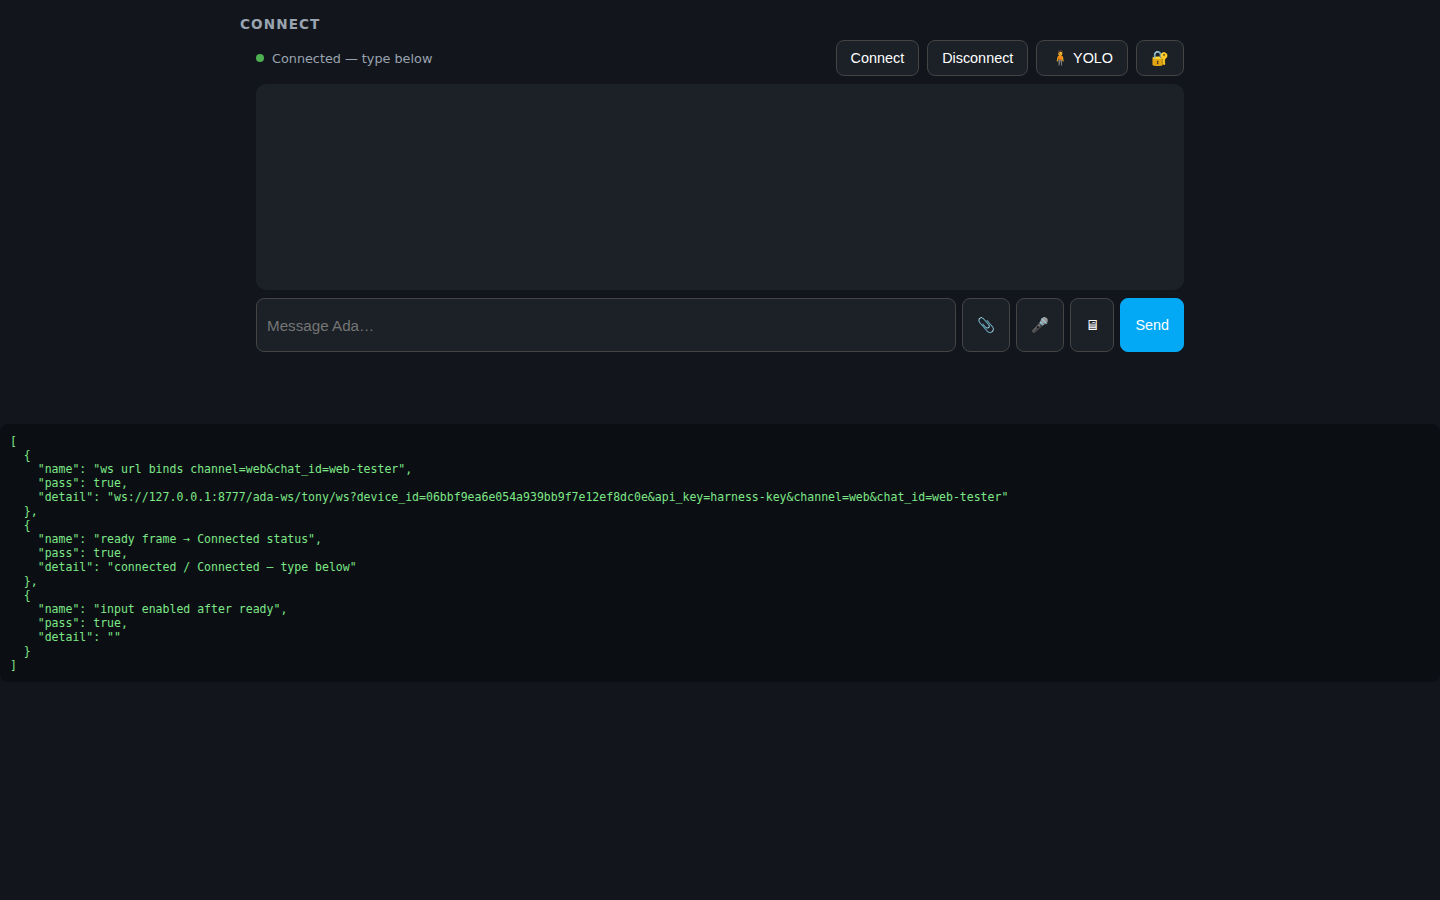 CONNECT
Connected — type below
Connect
Disconnect
🧍 YOLO
🔐
Message Ada…
📎
🎤
🖥
Send
[
  {
    "name": "ws url binds channel=web&chat_id=web-tester",
    "pass": true,
    "detail": "ws://127.0.0.1:8777/ada-ws/tony/ws?device_id=06bbf9ea6e054a939bb9f7e12ef8dc0e&api_key=harness-key&channel=web&chat_id=web-tester"
  },
  {
    "name": "ready frame → Connected status",
    "pass": true,
    "detail": "connected / Connected — type below"
  },
  {
    "name": "input enabled after ready",
    "pass": true,
    "detail": ""
  }
]